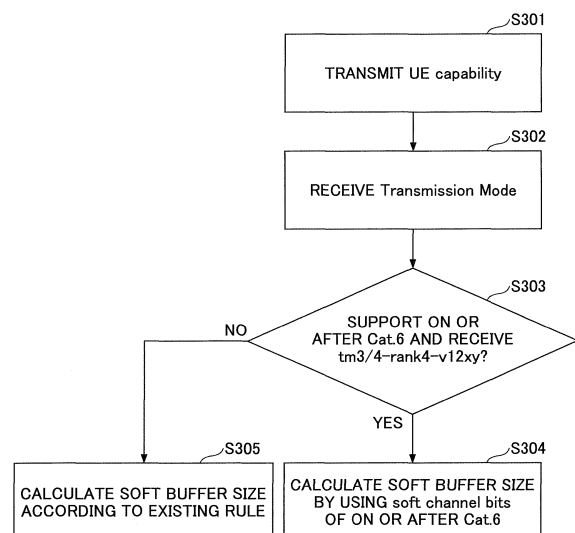 S301
TRANSMIT UE capability
S302
RECEIVE Transmission Mode
S303
SUPPORT ON OR
AFTER Cat.6 AND RECEIVE
tm3/4-rank4-v12xy?
NO
YES
S305
CALCULATE SOFT BUFFER SIZE
ACCORDING TO EXISTING RULE
S304
CALCULATE SOFT BUFFER SIZE
BY USING soft channel bits
OF ON OR AFTER Cat.6